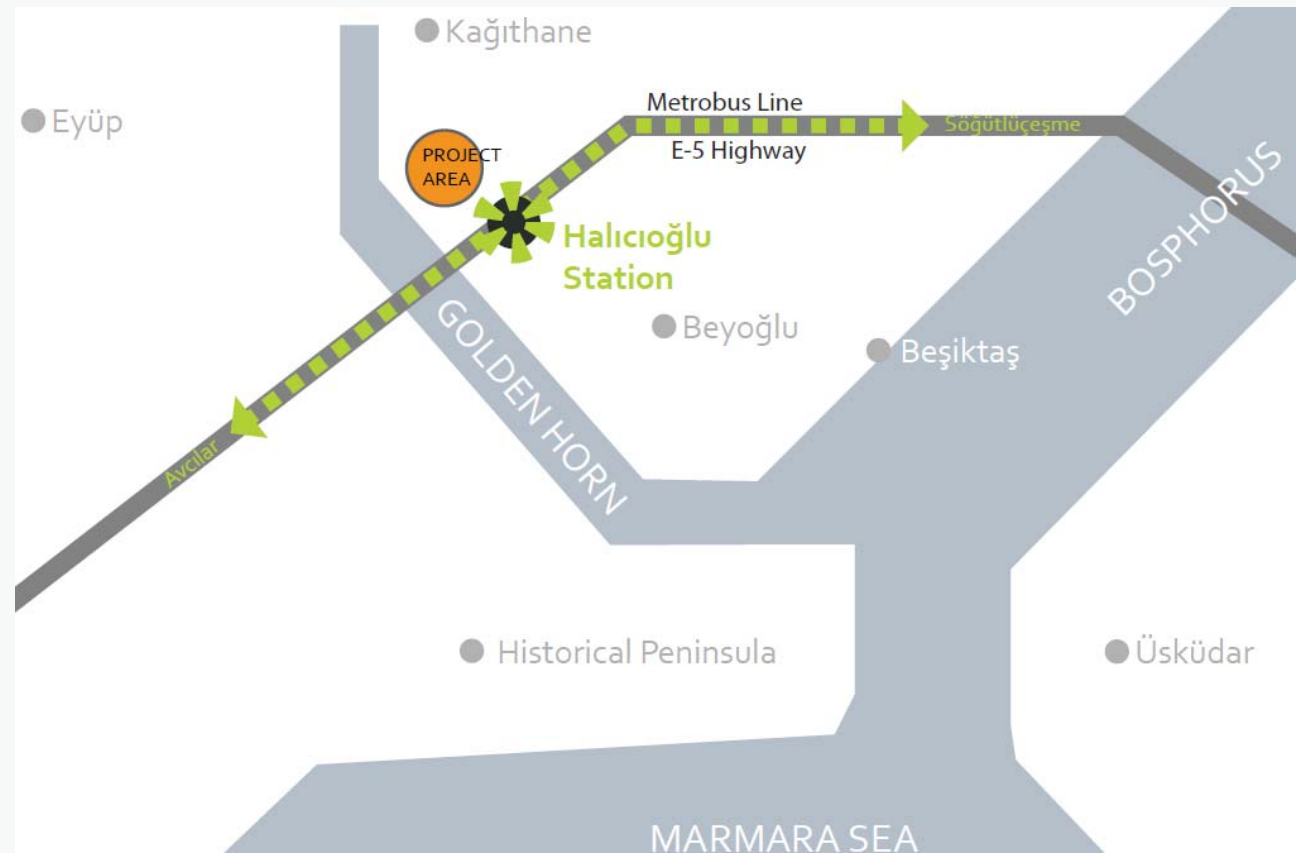 Kağıthane
Metrobus Line
Eyüp
Söğütlüçeşme
E-5 Highway
PROJECT
AREA
Halıcıoğlu
Station
BOSPHORUS
Beyoğlu
Beşiktaş
GOLDEN HORN
Avcılar
Historical Peninsula
Üsküdar
MARMARA SEA